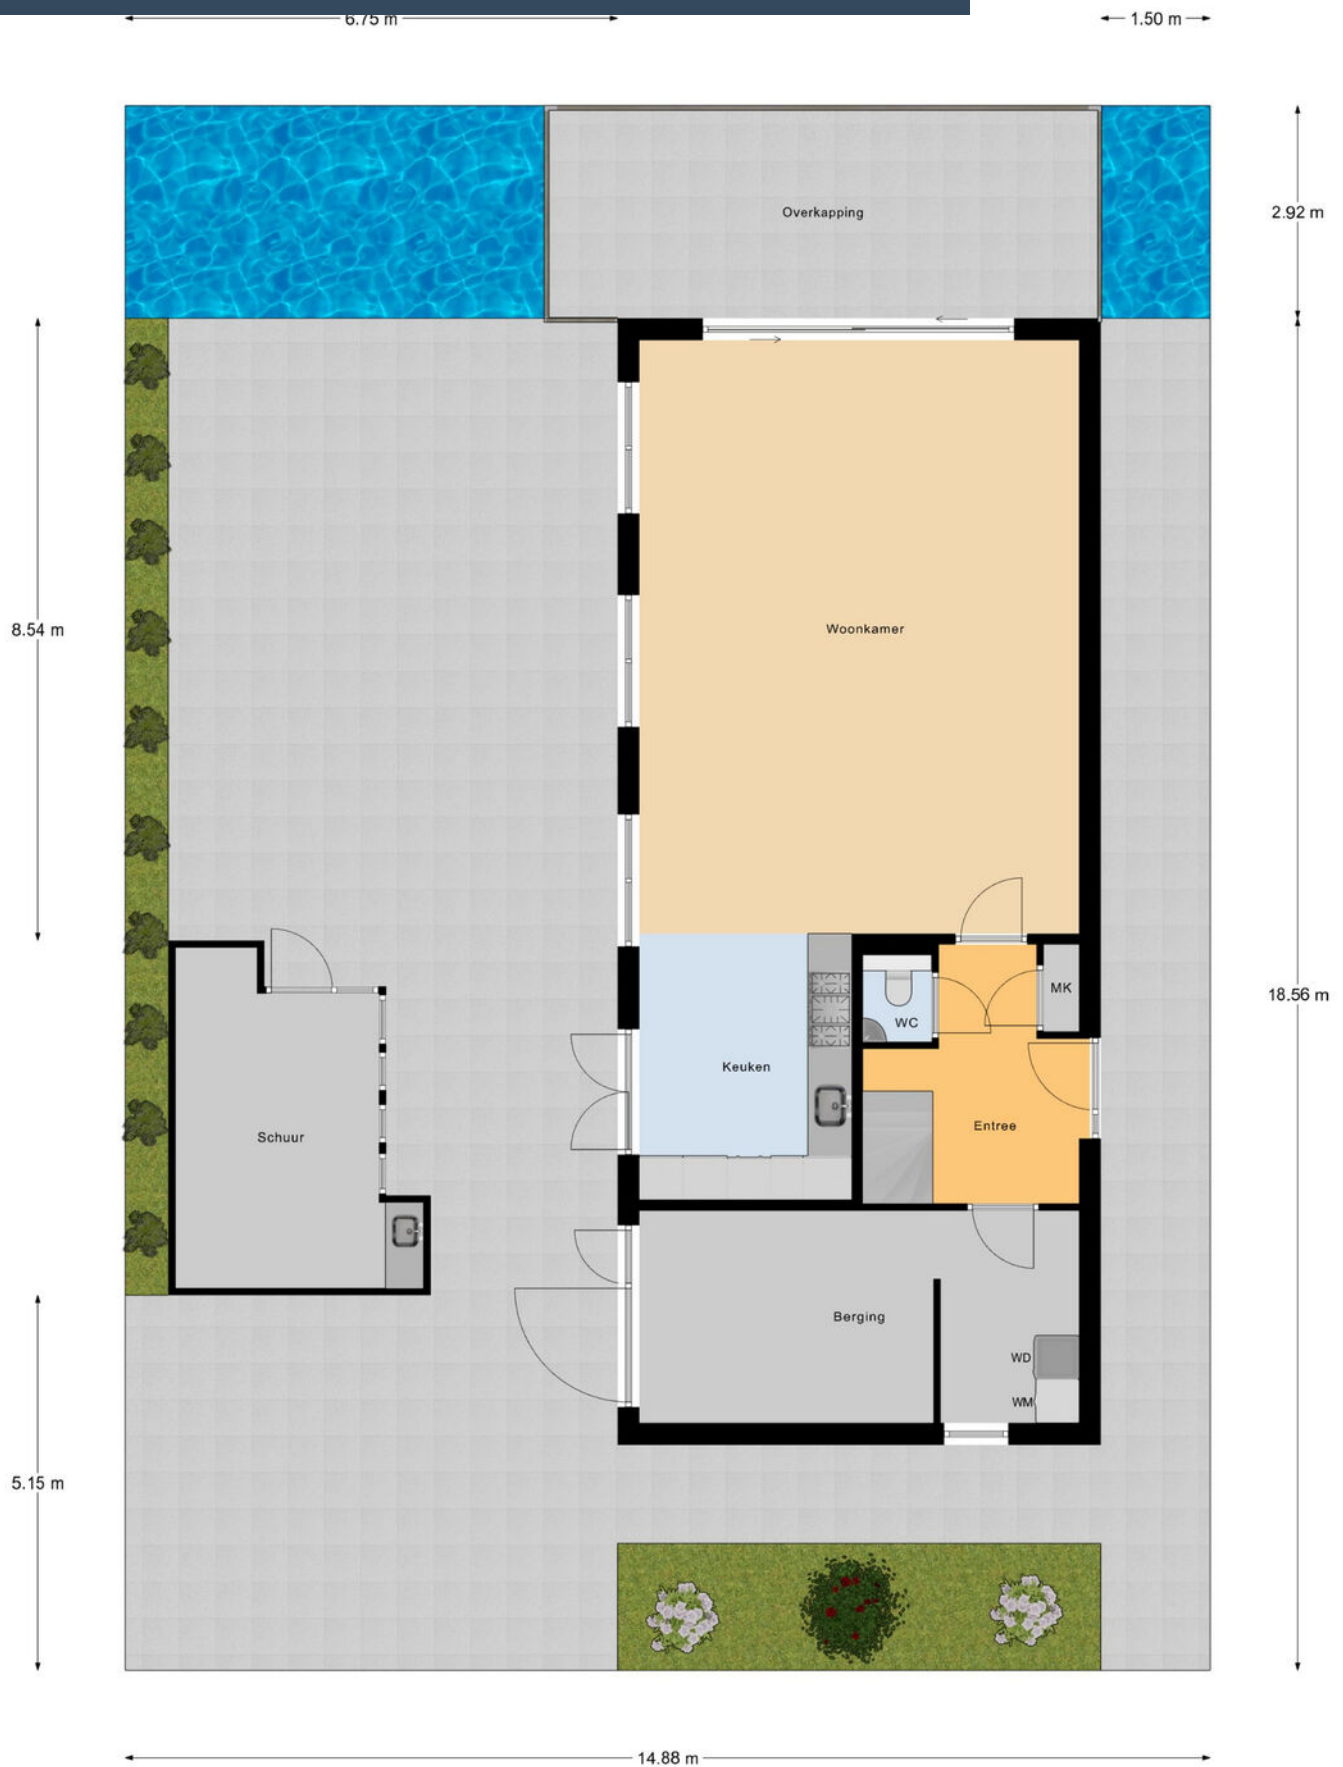 6.75 m
1.50 m
Overkapping
2.92 m
Woonkamer
8.54 m
MK
18.56 m
WC
Keuken
Entree
Schuur
Berging
WD
WM
5.15 m
14.88 m